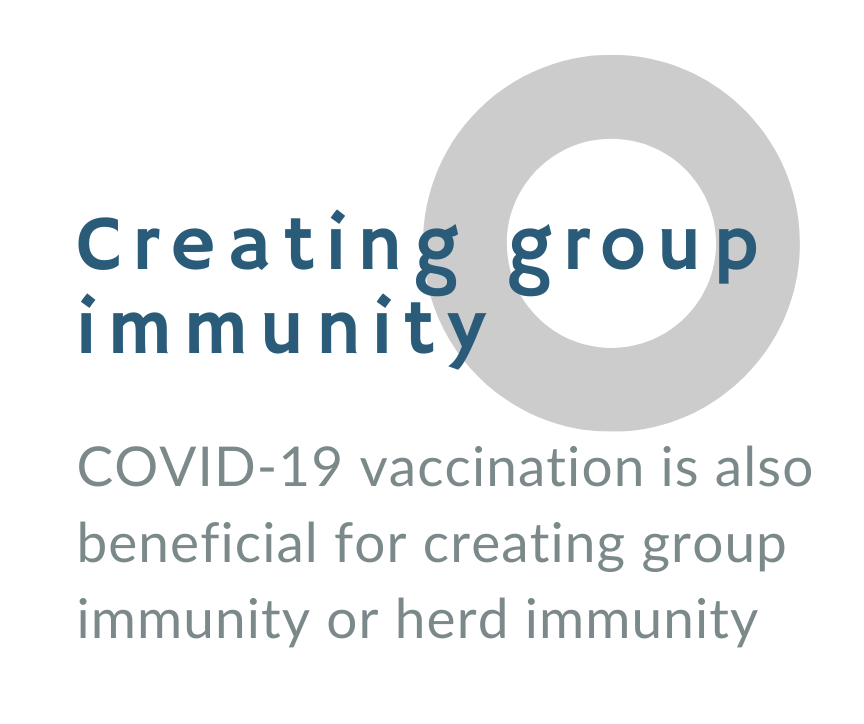 Creating group
immunity
COVID-19 vaccination is also
beneficial for creating group
immunity or herd immunity